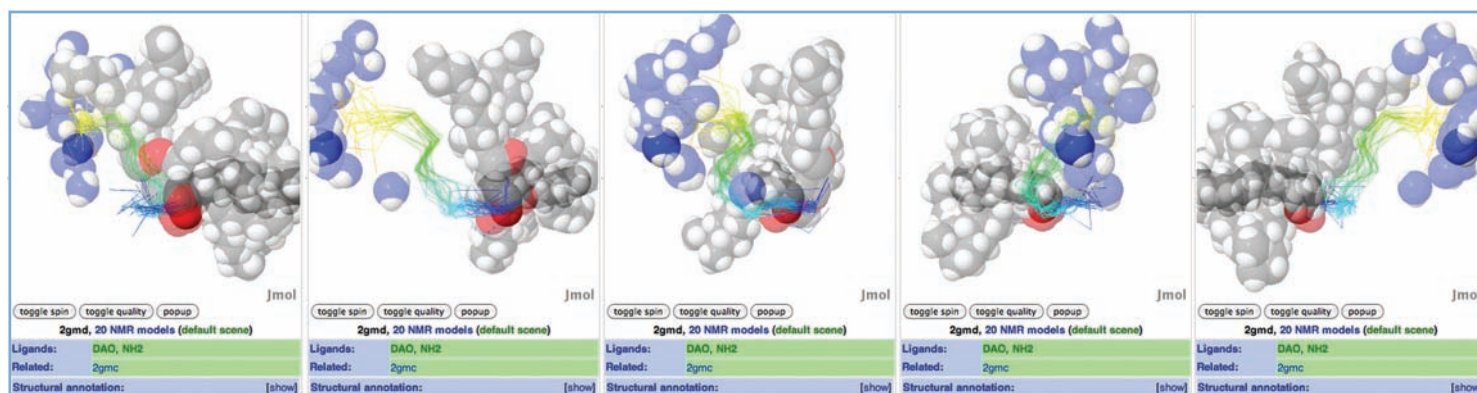 Jmol
toggle spin toggle quality popup
2gmd, 20 NMR models (default scene)
Ligands: DAO, NH2
Related: 2gmc
Structural annotation: [show]
Jmol
toggle spin toggle quality popup
2gmd, 20 NMR models (default scene)
Ligands: DAO, NH2
Related: 2gmc
Structural annotation: [show]
Jmol
toggle spin toggle quality popup
2gmd, 20 NMR models (default scene)
Ligands: DAO, NH2
Related: 2gmc
Structural annotation: [show]
Jmol
toggle spin toggle quality popup
2gmd, 20 NMR models (default scene)
Ligands: DAO, NH2
Related: 2gmc
Structural annotation: [show]
Jmol
toggle spin toggle quality popup
2gmd, 20 NMR models (default scene)
Ligands: DAO, NH2
Related: 2gmc
Structural annotation: [show]